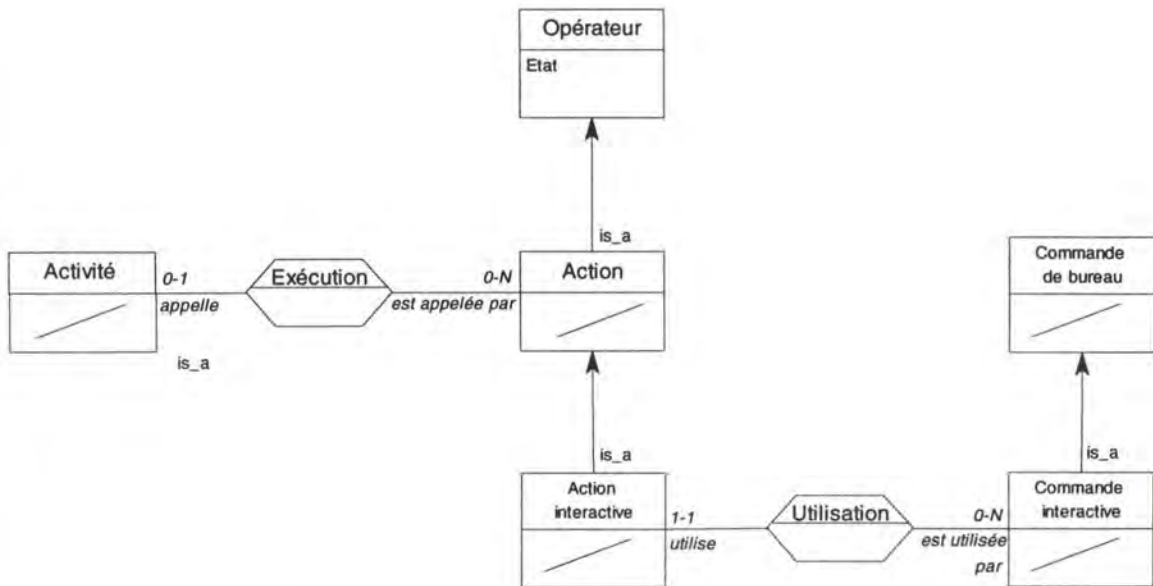 Opérateur
Etat
is_a
Activité
0-1
appelle
Exécution
0-N
est appelée par
Action
Commande
de bureau
is_a
is_a
is_a
Action
interactive
1-1
utilise
Utilisation
0-N
est utilisée
par
Commande
interactive